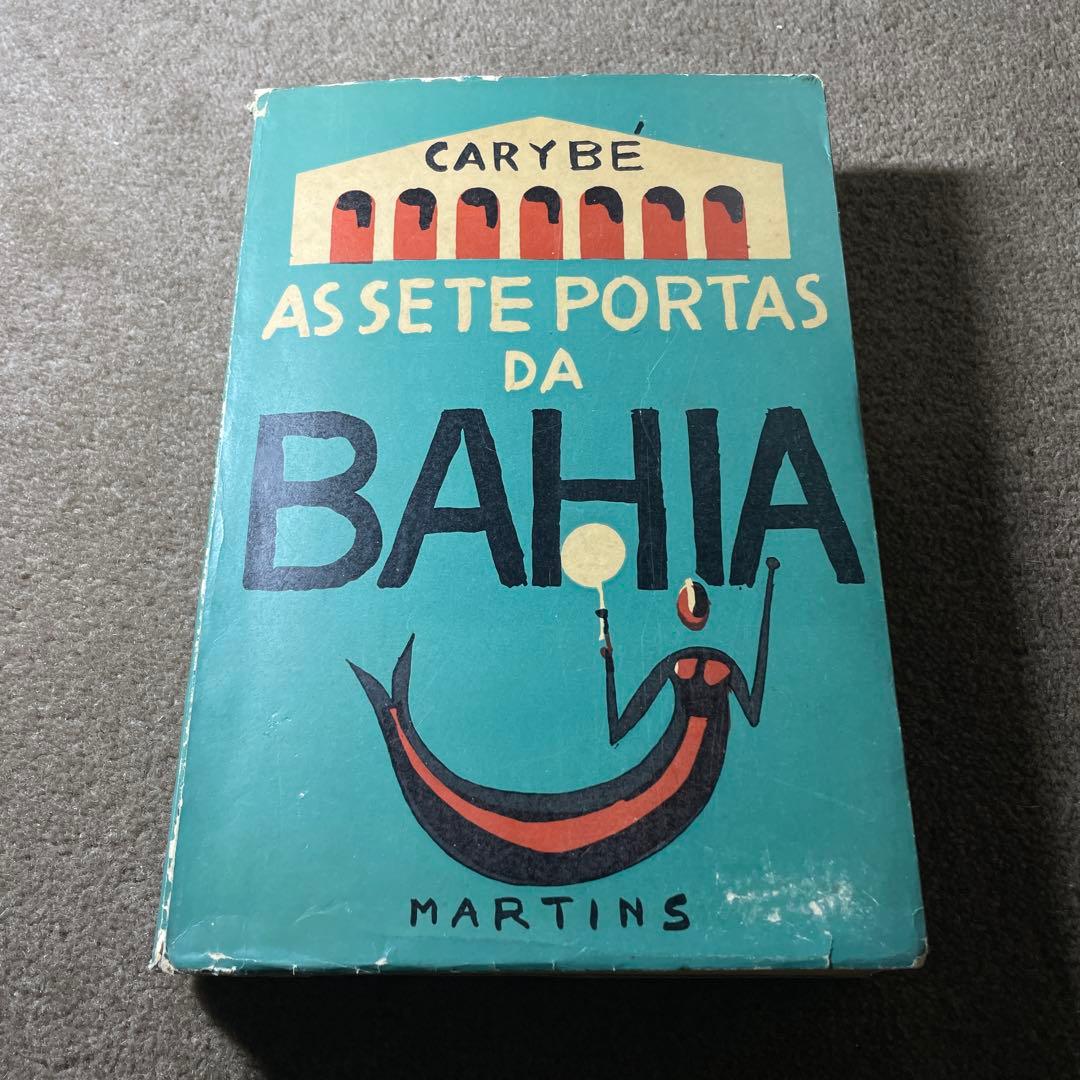 CARYBÉ
AS SETE PORTAS
DA
BAHIA
MARTINS